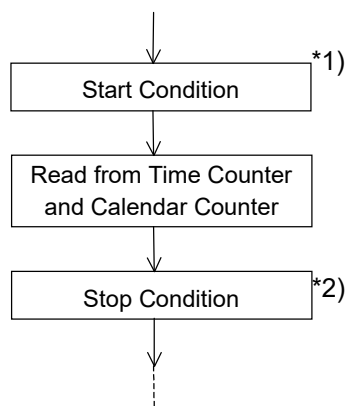 *1)
Start Condition
Read from Time Counter
and Calendar Counter
*2)
Stop Condition